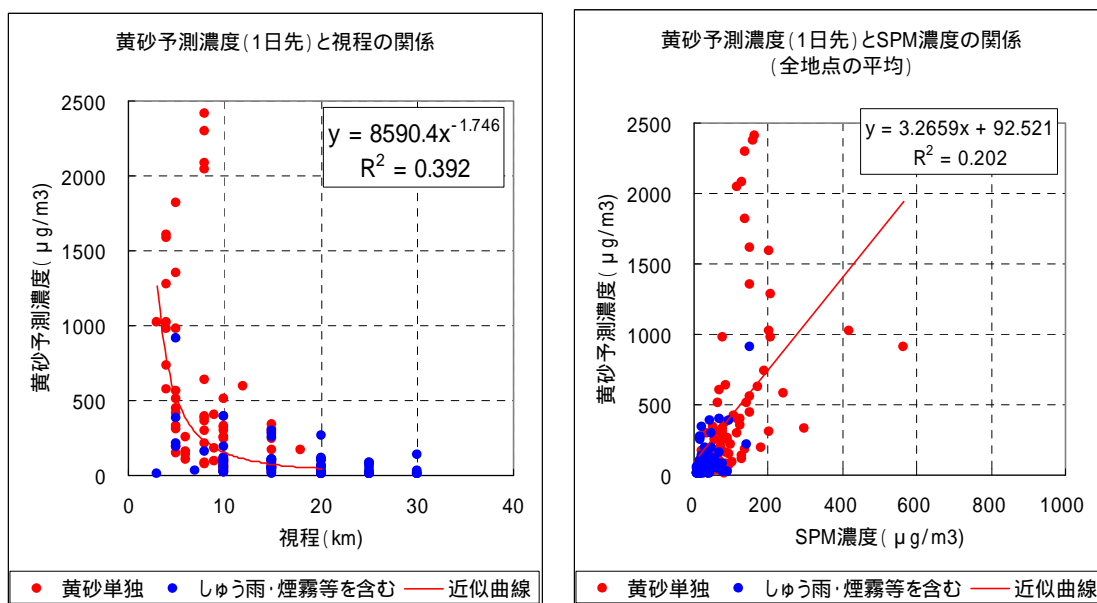 黄砂予測濃度(1日先)と視程の関係
2500
2000
1500
1000
500
0
黄砂予測濃度(μg/m3)
y = 8590.4x^-1.746
R² = 0.392
0 10 20 30 40
視程(km)
黄砂単独 しゅう雨・煙霧等を含む 近似曲線
黄砂予測濃度(1日先)とSPM濃度の関係
(全地点の平均)
2500
2000
1500
1000
500
0
黄砂予測濃度(μg/m3)
y = 3.2659x + 92.521
R² = 0.202
0 200 400 600 800 1000
SPM濃度(μg/m3)
黄砂単独 しゅう雨・煙霧等を含む 近似曲線